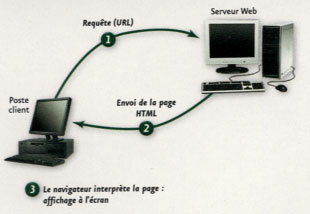 Requête (URL)
Serveur Web
1
Poste
client
Envoi de la page
HTML
2
3 Le navigateur interprète la page :
affichage à l'écran